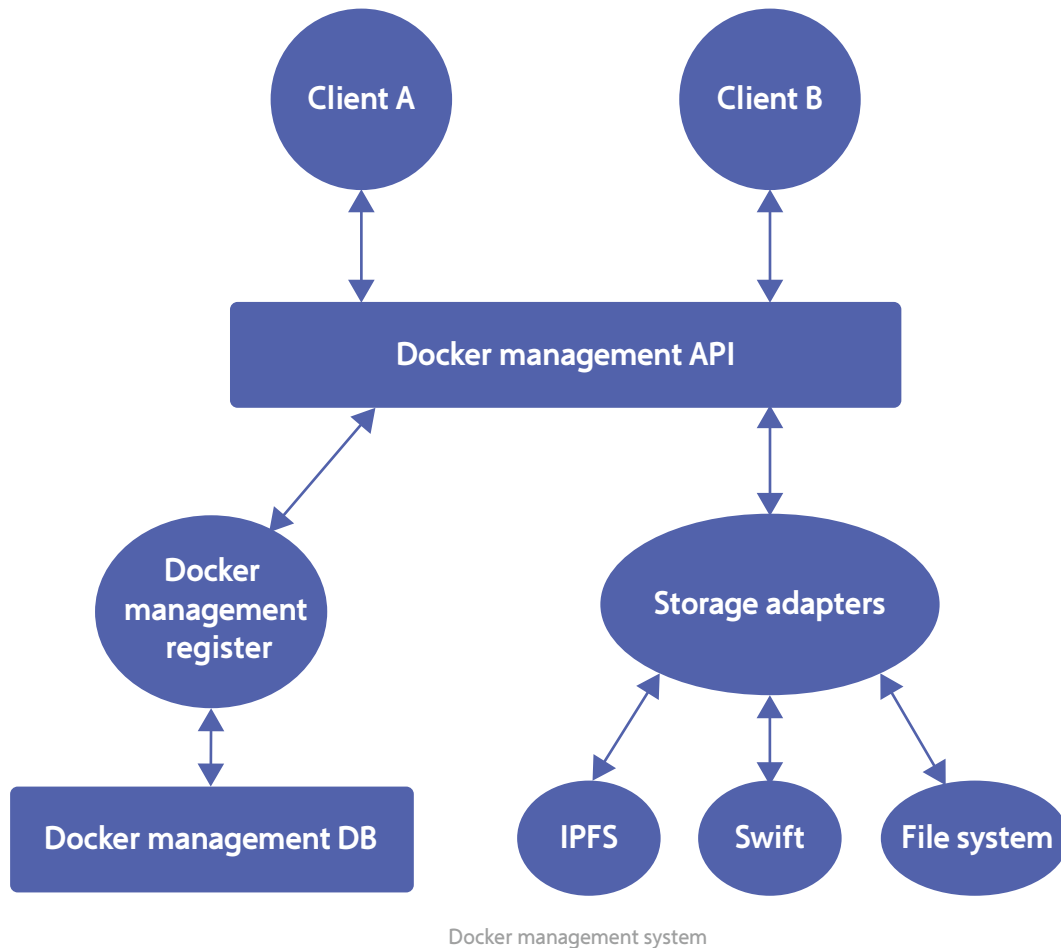 Client A
Client B
Docker management API
Docker
management
register
Storage adapters
Docker management DB
IPFS
Swift
File system
Docker management system